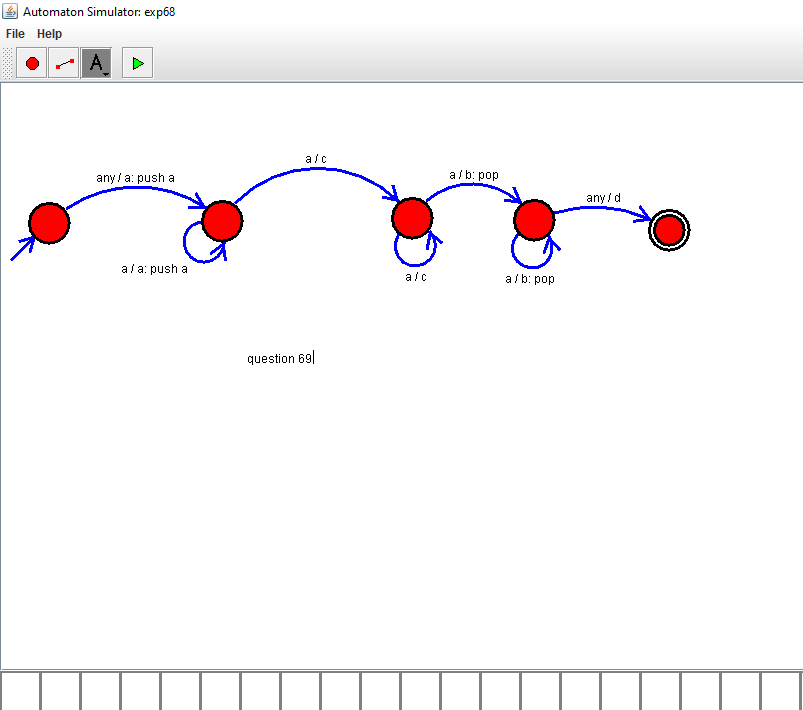 Automaton Simulator: exp68
File Help
A
a / c
any / a: push a
a / b: pop
any / d
a / a: push a
a / c
a / b: pop
question 69